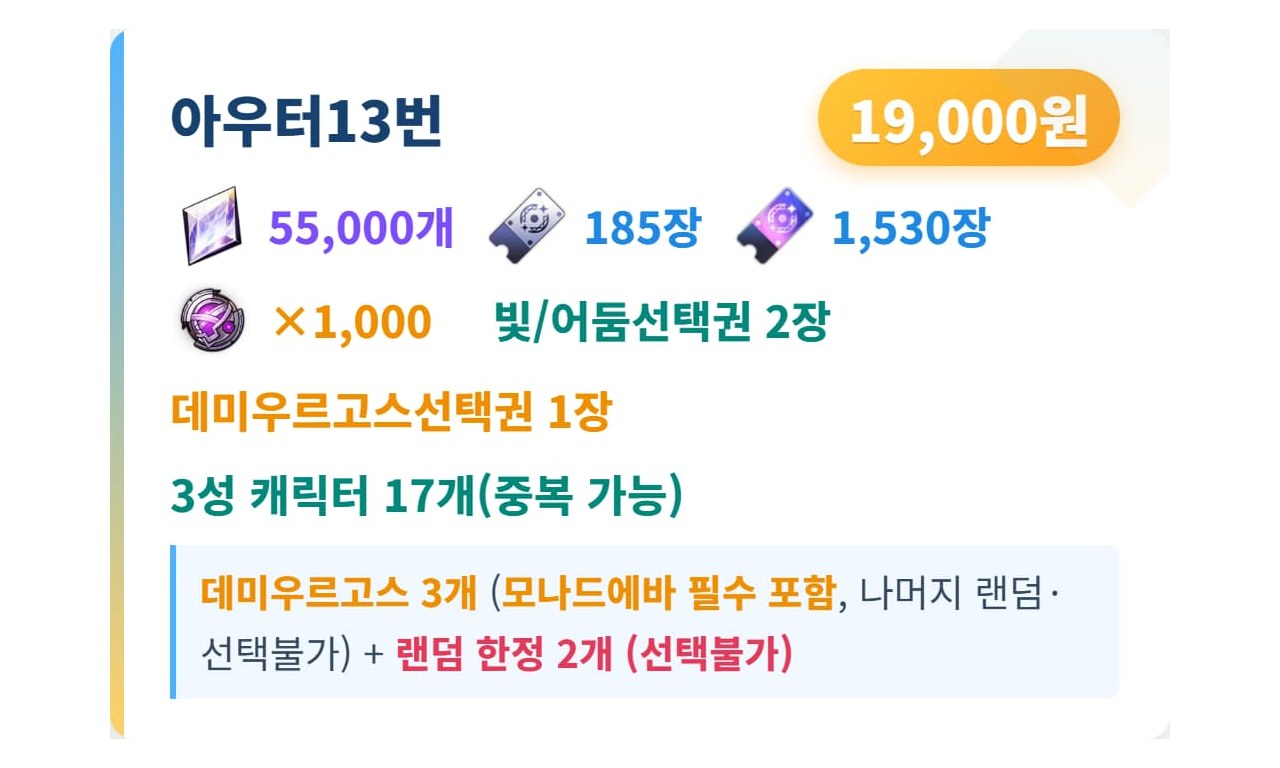 아우터13번 19,000원
55,000개 185장 1,530장
×1,000 빛/어둠선택권 2장
데미우르고스선택권 1장
3성 캐릭터 17개(중복 가능)
데미우르고스 3개 (모나드에바 필수 포함, 나머지 랜덤·
선택불가) + 랜덤 한정 2개 (선택불가)